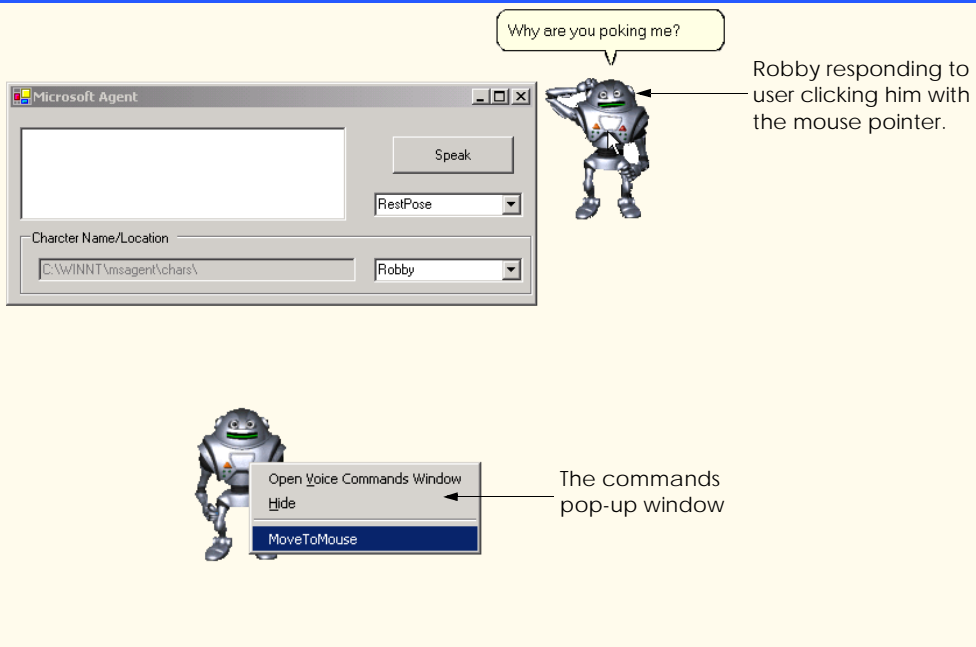 Why are you poking me?
Robby responding to
user clicking him with
the mouse pointer.
Microsoft Agent
Speak
RestPose
Charcter Name/Location
C:\WINNT\msagent\chars\
Robby
Open Voice Commands Window
Hide
MoveToMouse
The commands
pop-up window